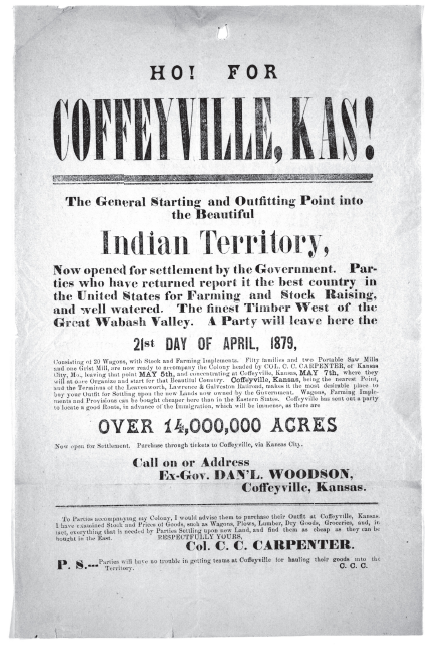 HO! FOR
COFFEYVILLE, KAS!
The General Starting and Outfitting Point into
the Beautiful
Indian Territory,
Now opened for settlement by the Government. Par-
ties who have returned report it the best country in
the United States for Farming and Stock Raising,
and well watered. The finest Timber West of the
Great Wabash Valley. A Party will leave here the
21st DAY OF APRIL, 1879,
Consisting of 20 Wagons, with Stock and Farming Implements. Fifty families and two Portable Saw Mills
and one Grist Mill, are now ready to accompany the Colony headed by COL. C. C. CARPENTER, of Kansas
City, Mo., leaving that point MAY 6th, and concentrating at Coffeyville, Kansas, MAY 7th, where they
will at once Organize and start for that Beautiful Country. Coffeyville, Kansas, being the nearest Point,
and the Terminus of the Leavenworth, Lawrence & Galveston Railroad, makes it the most desirable place to
buy your Outfit for Settling upon the new Lands now owned by the Government. Wagons, Farming Imple-
ments and Provisions can be bought cheaper here than in the Eastern States. Coffeyville has sent out a party
to locate a good Route, in advance of the Immigration, which will be immense, as there are
OVER 14,000,000 ACRES
Now open for Settlement. Purchase through tickets to Coffeyville, via Kansas City.
Call on or Address
Ex-Gov. DAN'L. WOODSON,
Coffeyville, Kansas.
To Parties accompanying my Colony, I would advise them to purchase their Outfit at Coffeyville, Kansas.
I have examined Stock and Prices of Goods, such as Wagons, Plows, Lumber, Dry Goods, Groceries, and, in
fact, everything that is needed by Parties Settling upon new Land, and find them as cheap as they can be
bought in the East. RESPECTFULLY YOURS,
Col. C. C. CARPENTER.
P. S.--Parties will have no trouble in getting teams at Coffeyville for hauling their goods into the
Territory. C. C. C.